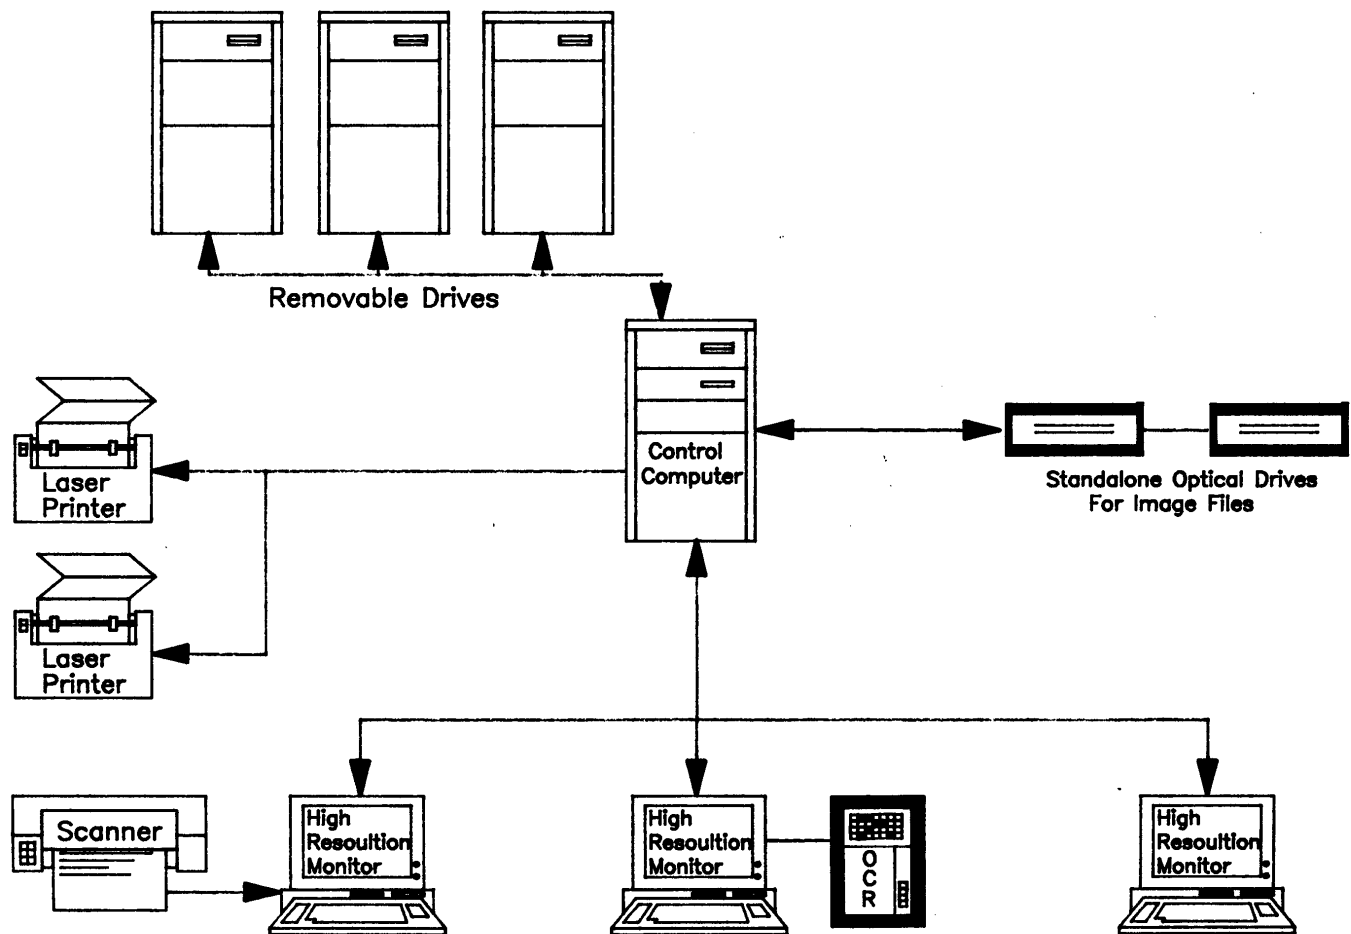 Removable Drives
Control
Computer
Standalone Optical Drives
For Image Files
Laser
Printer
Laser
Printer
Scanner
High
Resoultion
Monitor
High
Resoultion
Monitor
OCR
High
Resoultion
Monitor